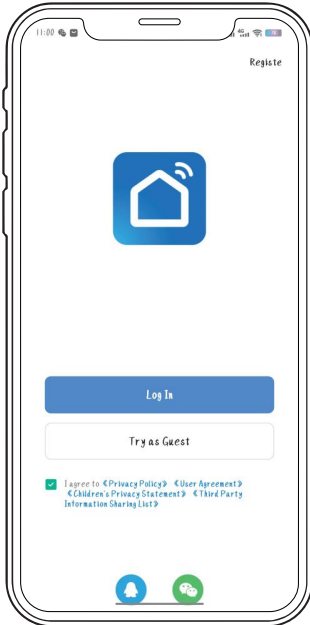 11:00
4G
Registe
Log In
Try as Guest
I agree to 《Privacy Policy》 《User Agreement》
《Children's Privacy Statement》 《Third Party
Information Sharing List》